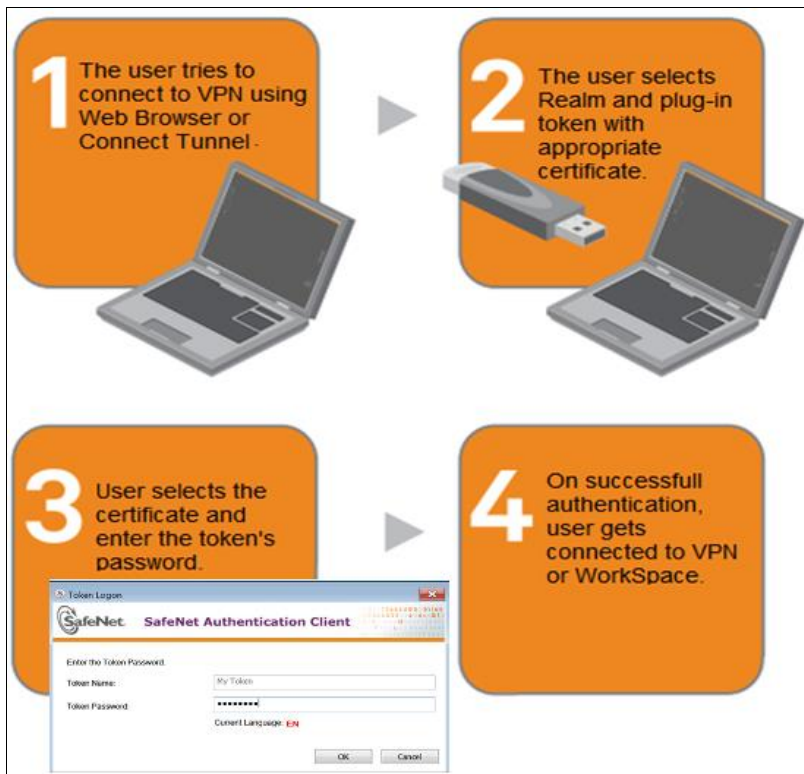 1
The user tries to
connect to VPN using
Web Browser or
Connect Tunnel.
2
The user selects
Realm and plug-in
token with
appropriate
certificate.
3
User selects the
certificate and
enter the token's
password.
Token Logon
SafeNet. SafeNet Authentication Client
Enter the Token Password.
Token Name: My Token
Token Password:
Current Language: EN
OK Cancel
4
On successfull
authentication,
user gets
connected to VPN
or WorkSpace.